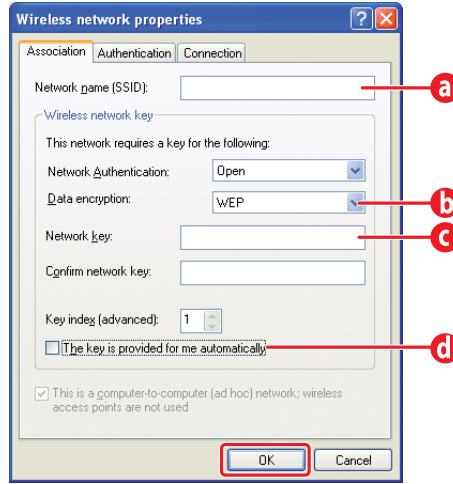 Wireless network properties
Association Authentication Connection
Network name (SSID):
a
Wireless network key
This network requires a key for the following:
Network Authentication: Open
Data encryption: WEP
b
Network key:
c
Confirm network key:
Key index (advanced): 1
The key is provided for me automatically
d
This is a computer-to-computer (ad hoc) network; wireless
access points are not used
OK Cancel